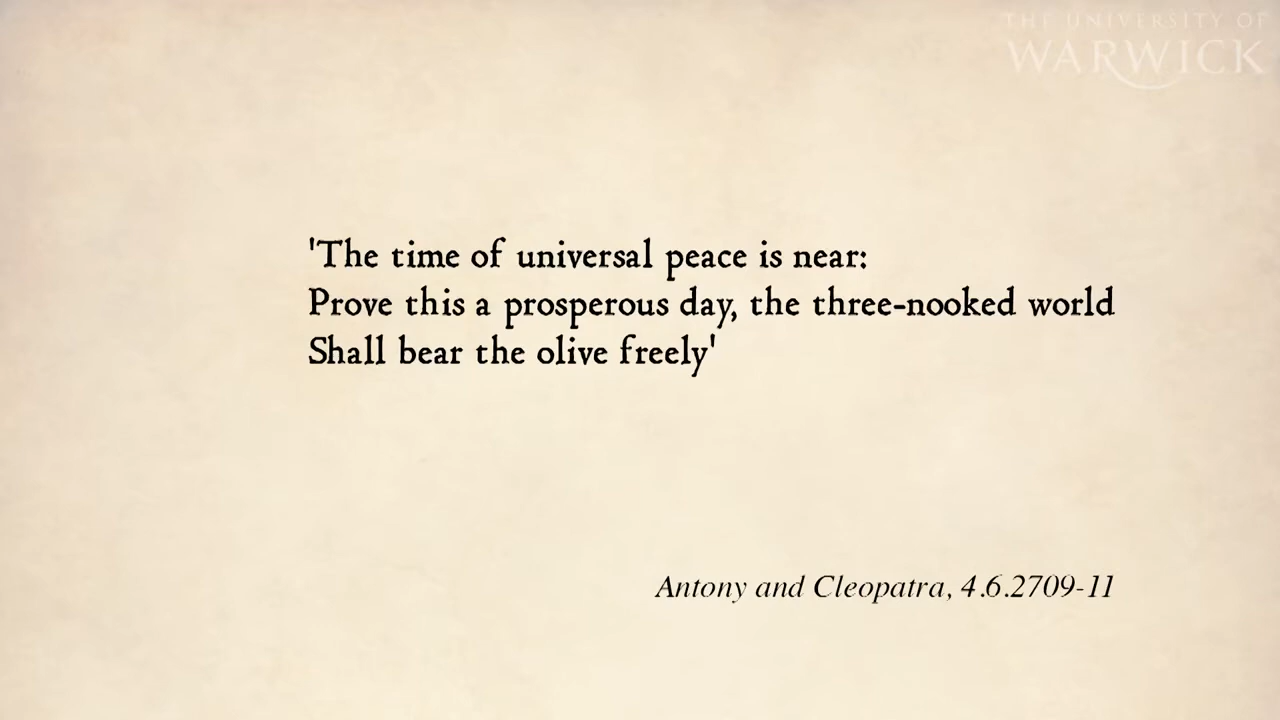 THE UNIVERSITY OF
WARWICK
'The time of universal peace is near:
Prove this a prosperous day, the three-nooked world
Shall bear the olive freely'
Antony and Cleopatra, 4.6.2709-11